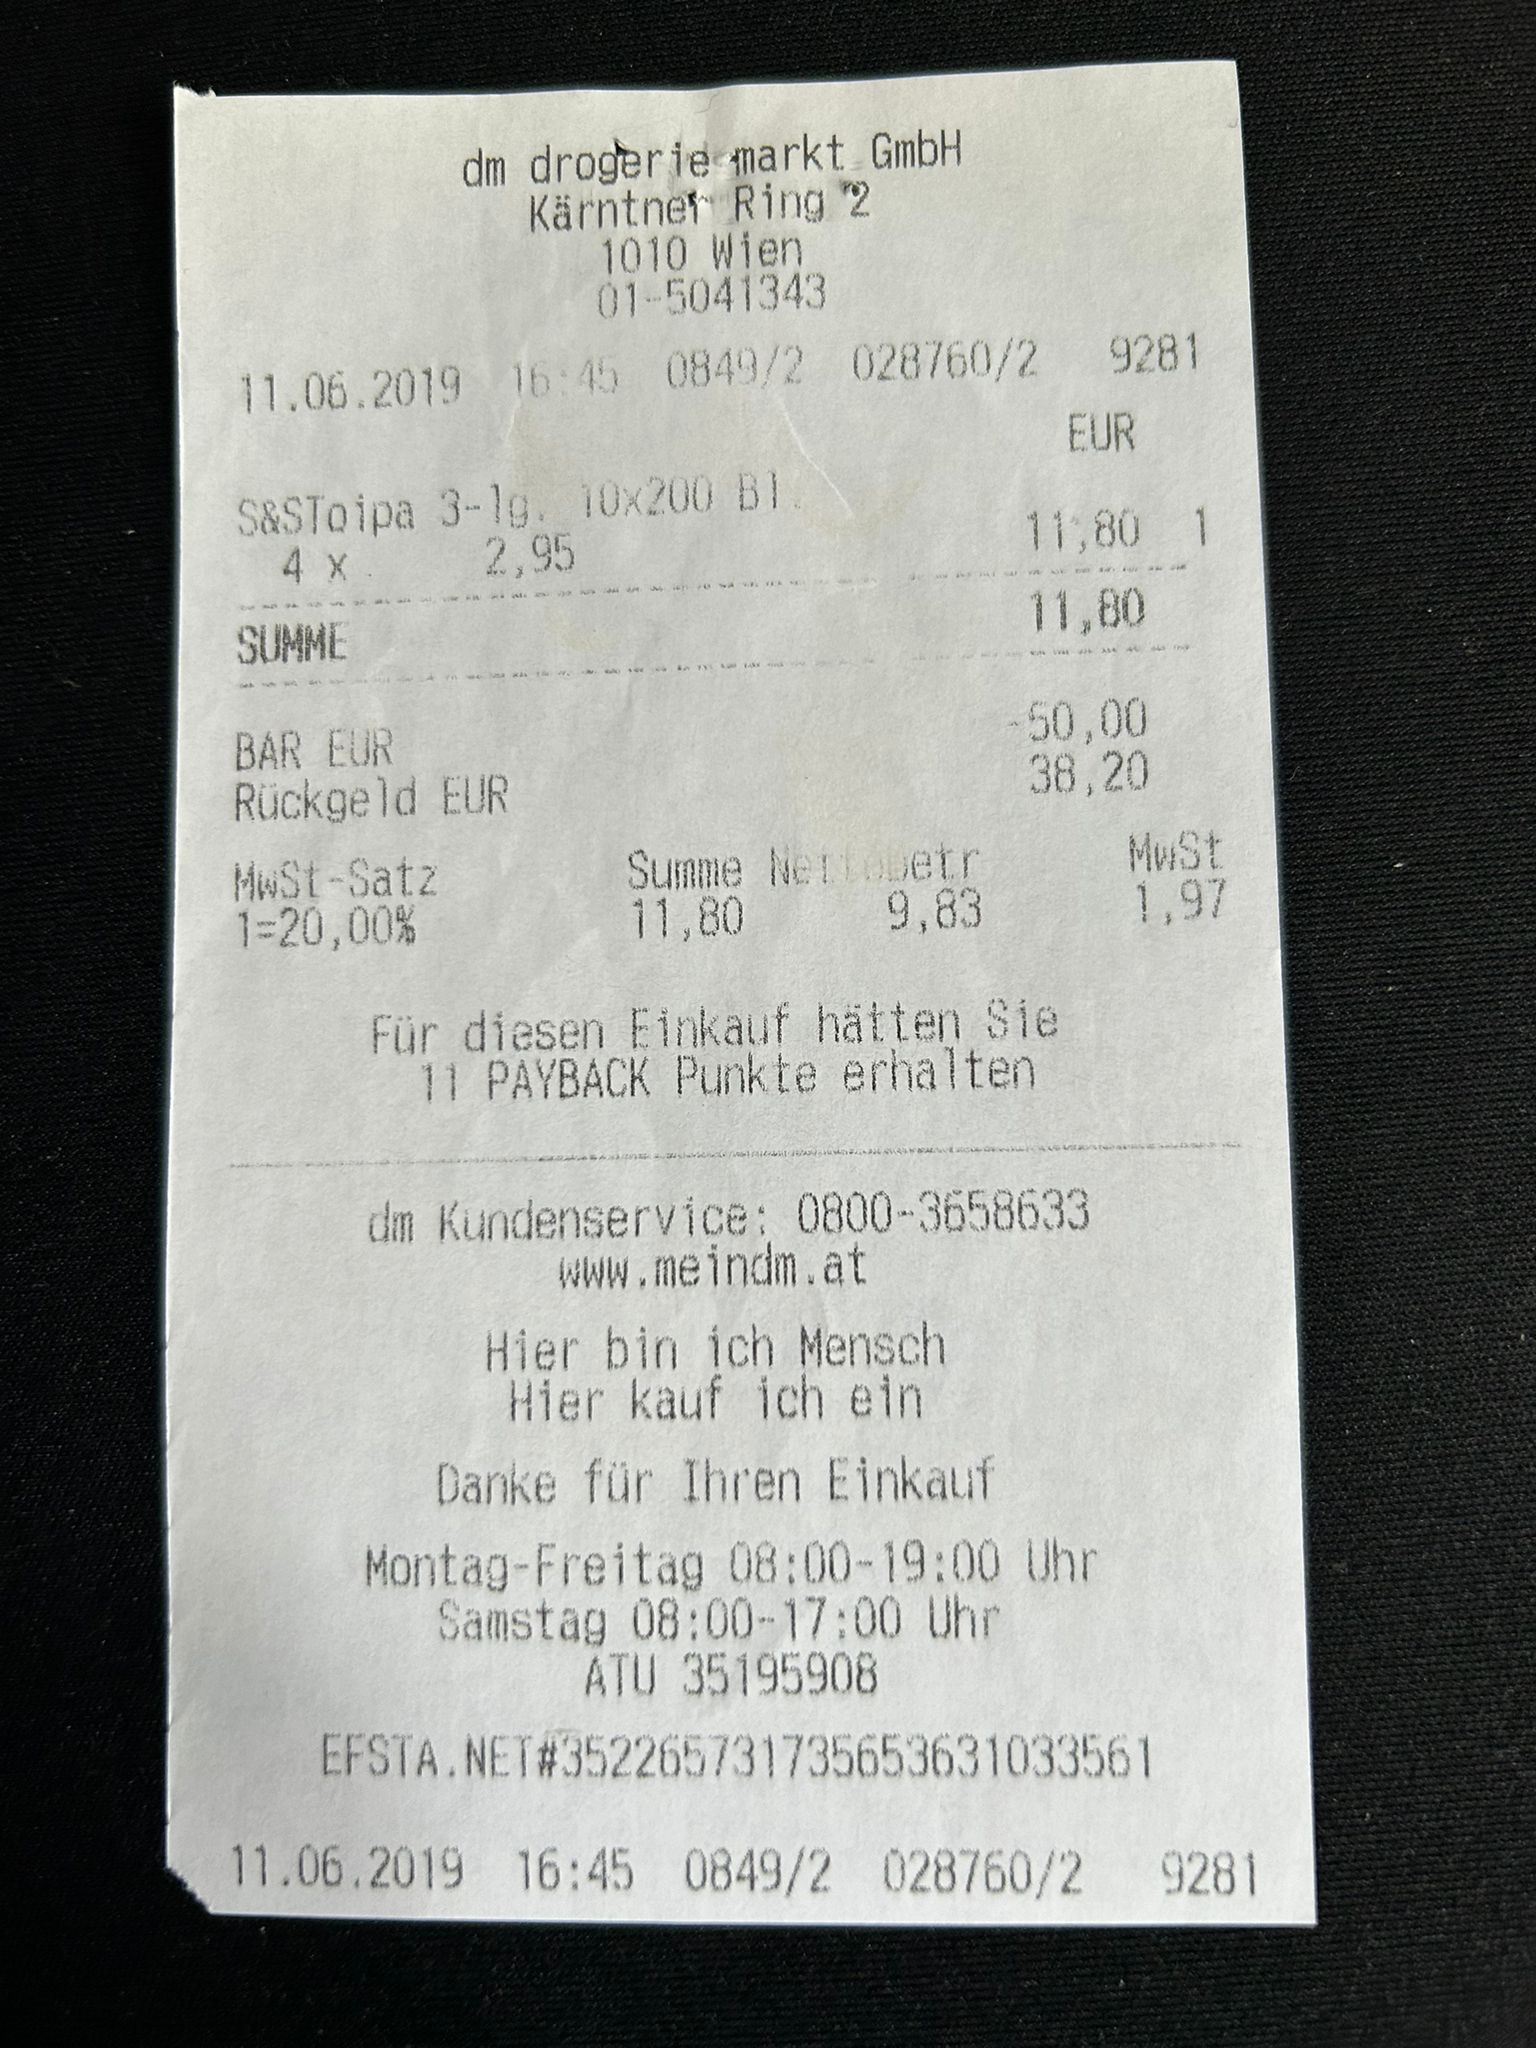 dm drogerie markt GmbH
Kärntner Ring 2
1010 Wien
01-5041343
11.06.2019 16:45 0849/2 028760/2 9281
EUR
S&SToipa 3-lg. 10x200 Bl.
4 x 2,95 11,80 1
SUMME 11,80
BAR EUR -50,00
Rückgeld EUR 38,20
MwSt-Satz Summe Nettobetr MwSt
1=20,00% 11,80 9,83 1,97
Für diesen Einkauf hätten Sie
11 PAYBACK Punkte erhalten
dm Kundenservice: 0800-3658633
www.meindm.at
Hier bin ich Mensch
Hier kauf ich ein
Danke für Ihren Einkauf
Montag-Freitag 08:00-19:00 Uhr
Samstag 08:00-17:00 Uhr
ATU 35195908
EFSTA.NET#35226573173565363103​3561
11.06.2019 16:45 0849/2 028760/2 9281